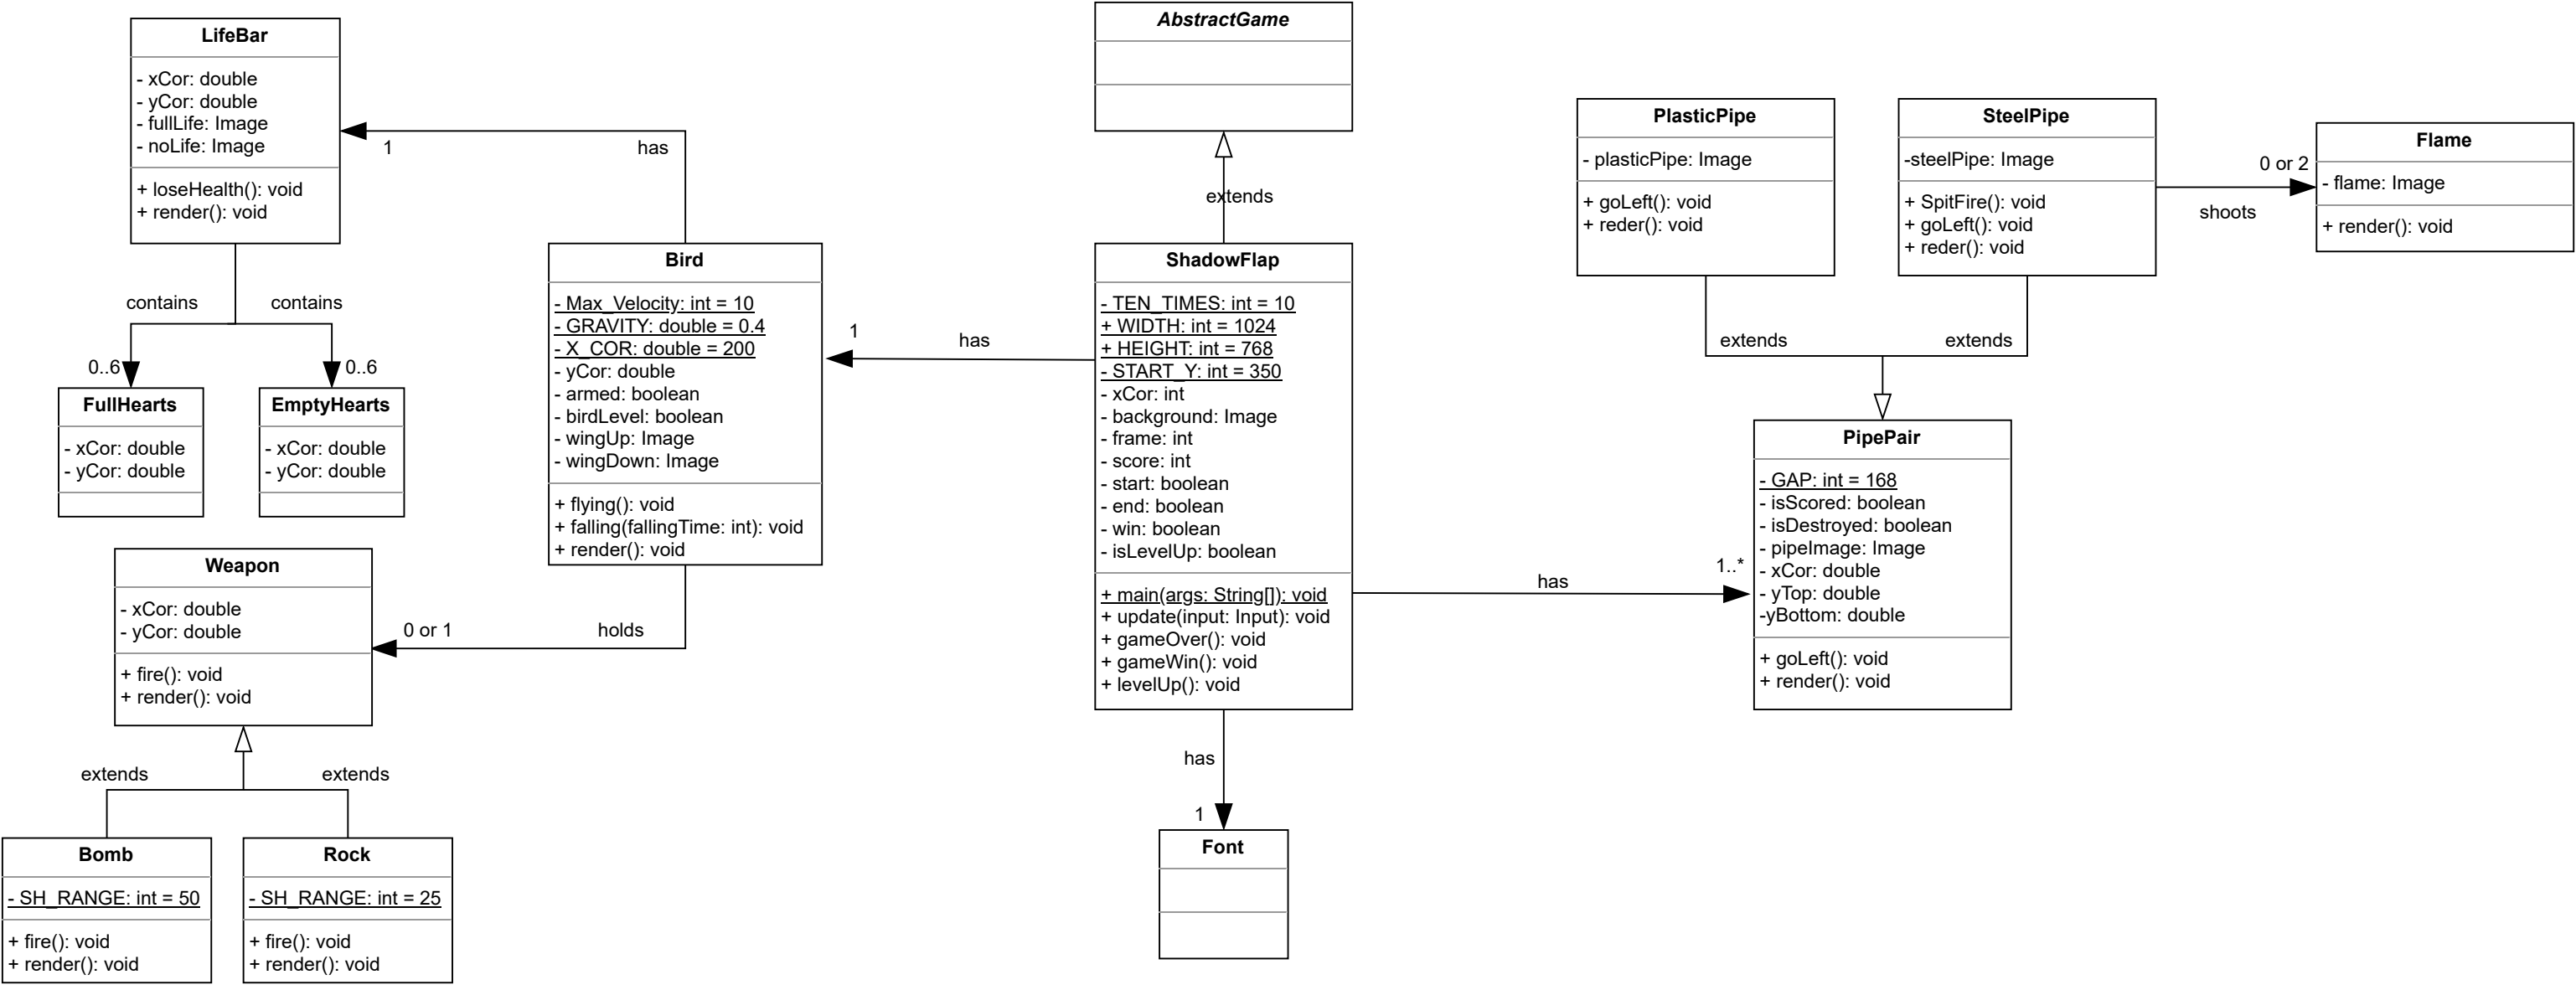 LifeBar
- xCor: double
- yCor: double
- fullLife: Image
- noLife: Image
+ loseHealth(): void
+ render(): void
1
has
contains
contains
0..6
0..6
FullHearts
- xCor: double
- yCor: double
EmptyHearts
- xCor: double
- yCor: double
Weapon
- xCor: double
- yCor: double
+ fire(): void
+ render(): void
0 or 1
holds
extends
extends
Bomb
- SH_RANGE: int = 50
+ fire(): void
+ render(): void
Rock
- SH_RANGE: int = 25
+ fire(): void
+ render(): void
Bird
- Max_Velocity: int = 10
- GRAVITY: double = 0.4
- X_COR: double = 200
- yCor: double
- armed: boolean
- birdLevel: boolean
- wingUp: Image
- wingDown: Image
+ flying(): void
+ falling(fallingTime: int): void
+ render(): void
1
has
AbstractGame
extends
ShadowFlap
- TEN_TIMES: int = 10
+ WIDTH: int = 1024
+ HEIGHT: int = 768
- START_Y: int = 350
- xCor: int
- background: Image
- frame: int
- score: int
- start: boolean
- end: boolean
- win: boolean
- isLevelUp: boolean
+ main(args: String[]): void
+ update(input: Input): void
+ gameOver(): void
+ gameWin(): void
+ levelUp(): void
has
1
Font
has
1..*
PlasticPipe
- plasticPipe: Image
+ goLeft(): void
+ reder(): void
SteelPipe
-steelPipe: Image
+ SpitFire(): void
+ goLeft(): void
+ reder(): void
0 or 2
shoots
Flame
- flame: Image
+ render(): void
extends
extends
PipePair
- GAP: int = 168
- isScored: boolean
- isDestroyed: boolean
- pipeImage: Image
- xCor: double
- yTop: double
-yBottom: double
+ goLeft(): void
+ render(): void